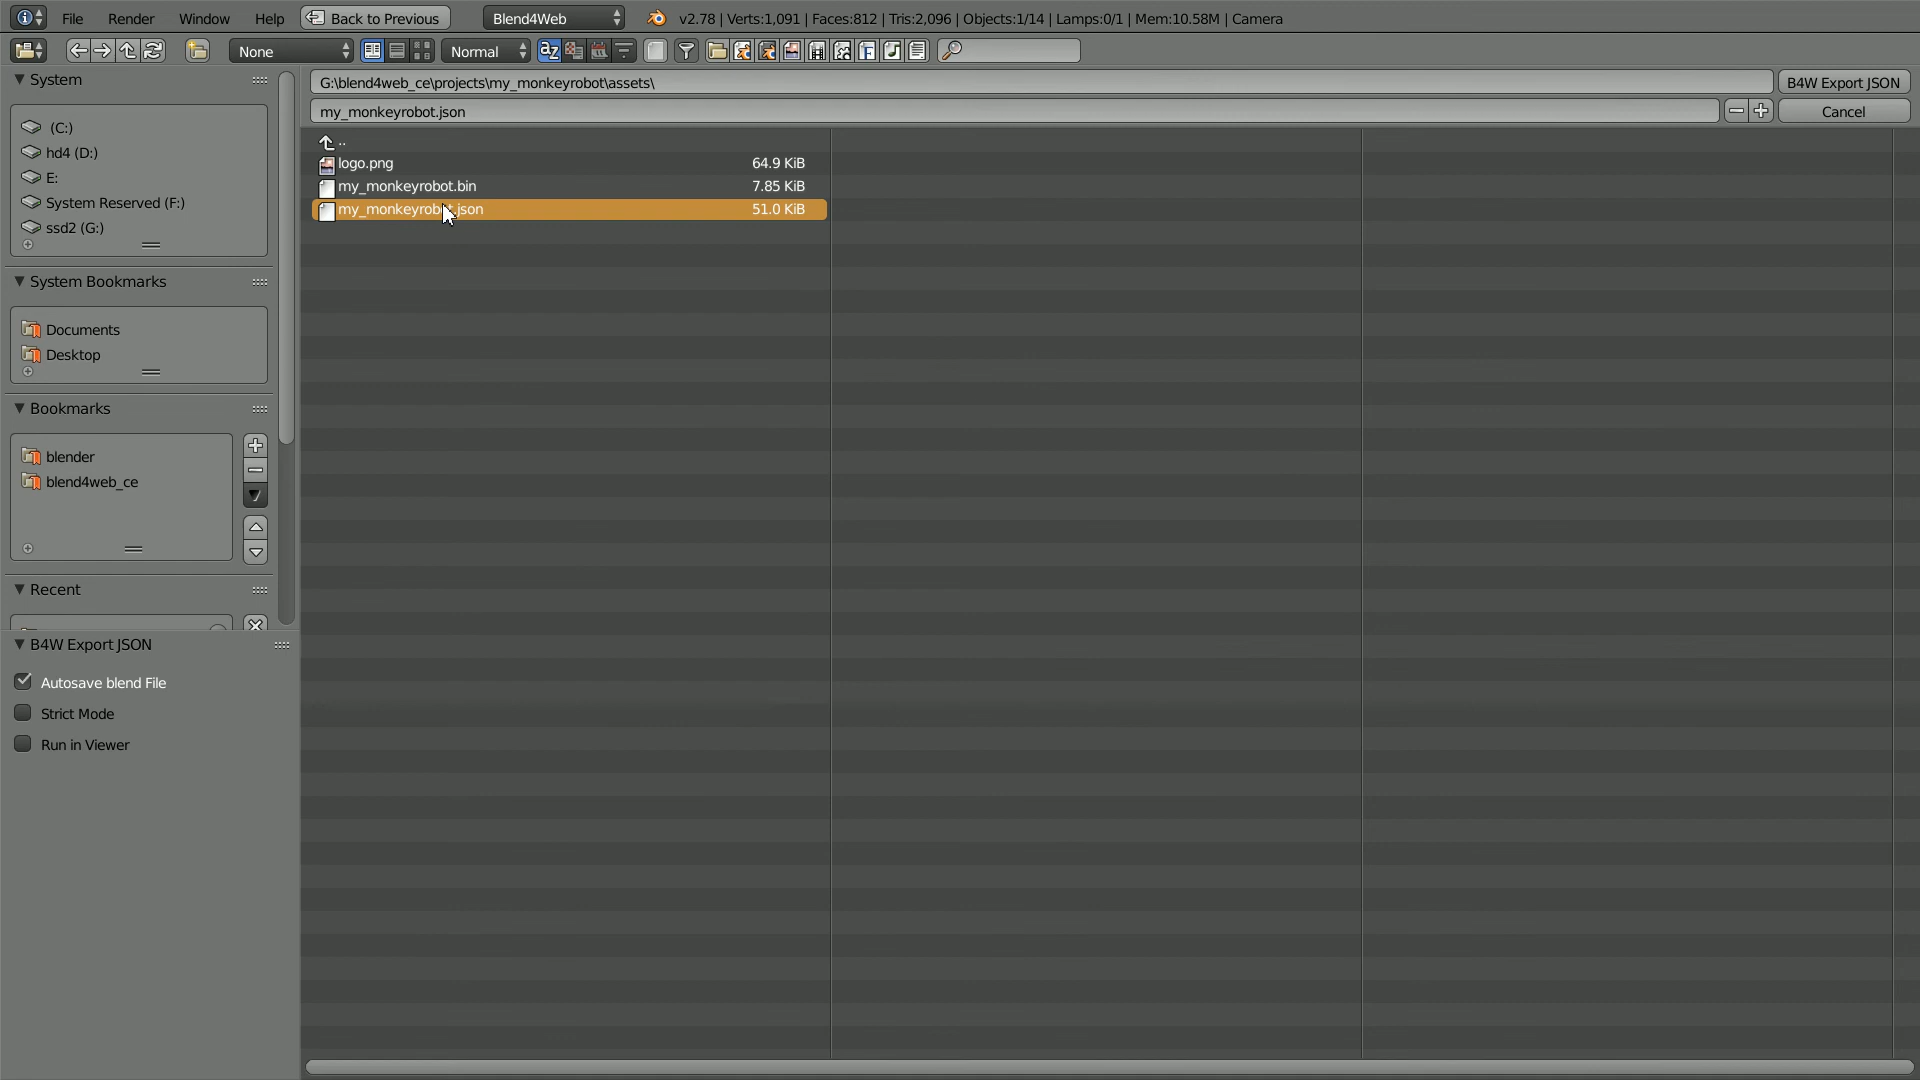 File Render Window Help Back to Previous Blend4Web v2.78 | Verts:1,091 | Faces:812 | Tris:2,096 | Objects:1/14 | Lamps:0/1 | Mem:10.58M | Camera
None Normal
System
G:\blend4web_ce\projects\my_monkeyrobot\assets\ B4W Export JSON
my_monkeyrobot.json Cancel
(C:)
hd4 (D:)
E:
System Reserved (F:)
ssd2 (G:)
System Bookmarks
Documents
Desktop
Bookmarks
blender
blend4web_ce
Recent
B4W Export JSON
Autosave blend File
Strict Mode
Run in Viewer
..
logo.png 64.9 KiB
my_monkeyrobot.bin 7.85 KiB
my_monkeyrobot.json 51.0 KiB